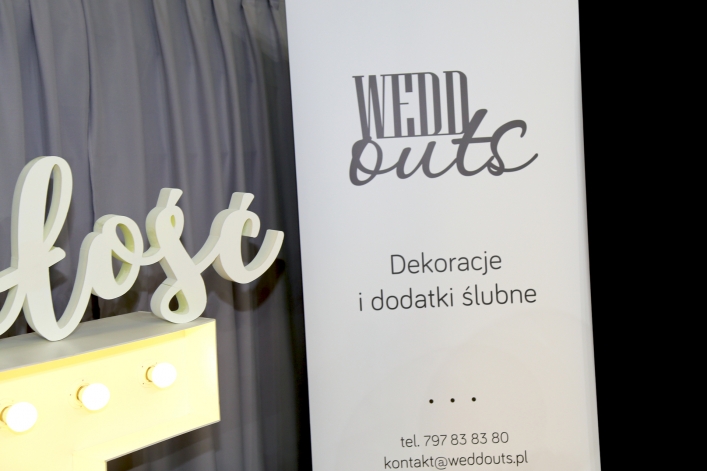 łość
WEDD
outs
Dekoracje
i dodatki ślubne
tel. 797 83 83 80
kontakt@weddouts.pl